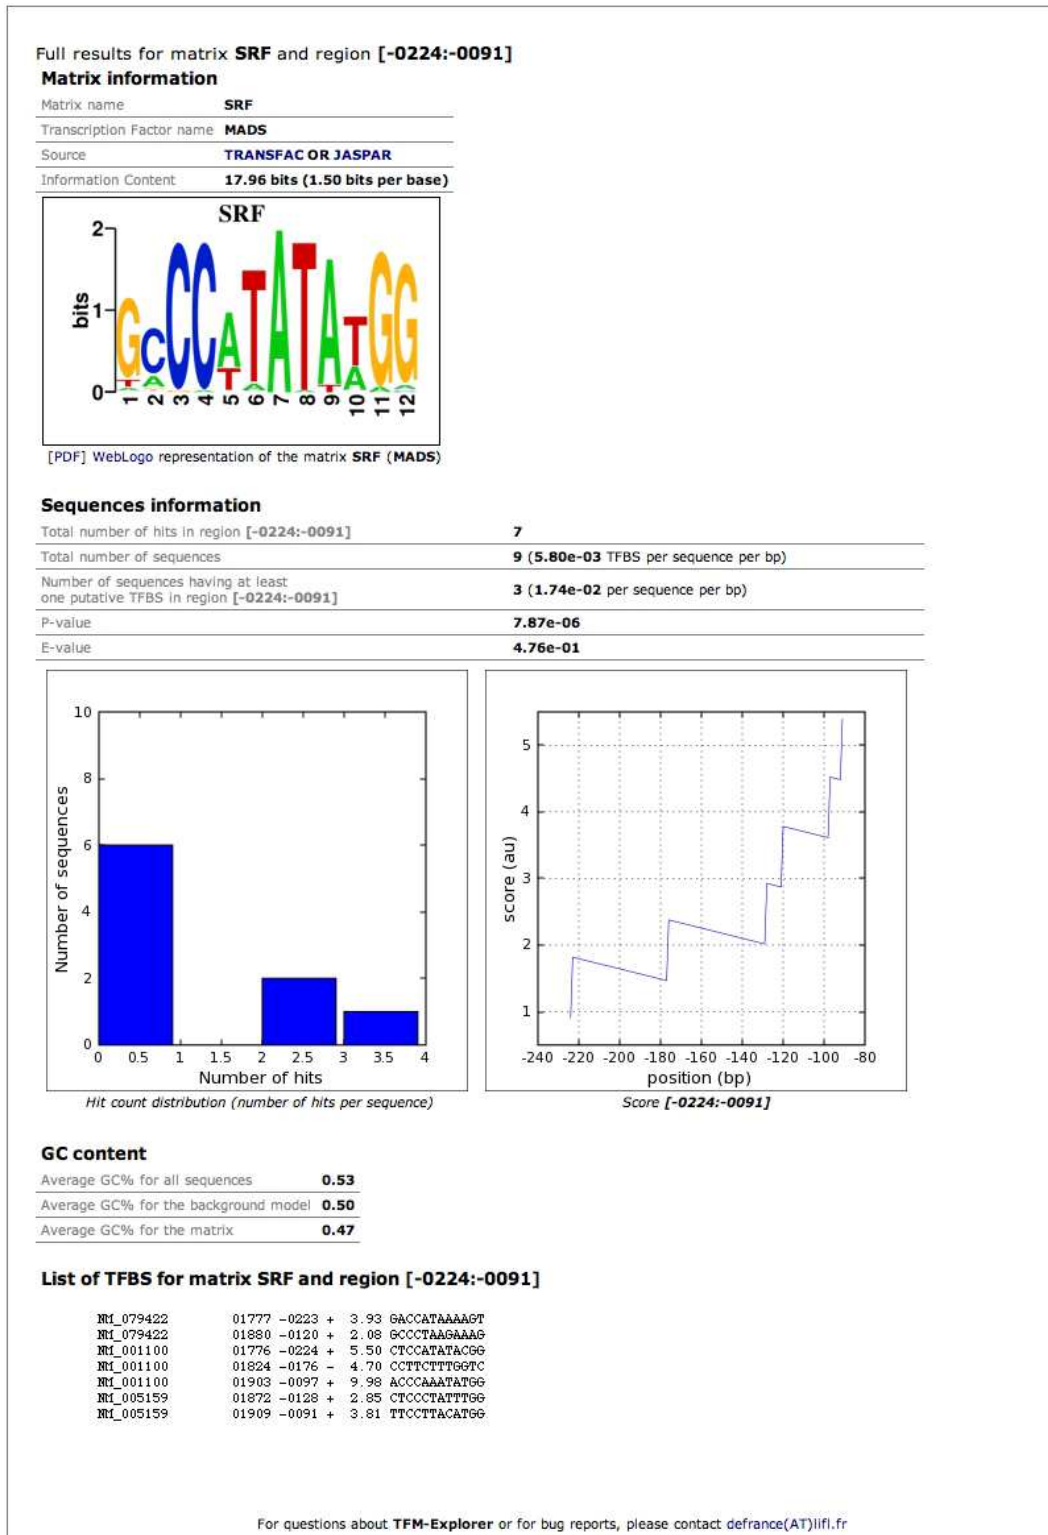 Full results for matrix SRF and region [-0224:-0091]
Matrix information
Matrix name SRF
Transcription Factor name MADS
Source TRANSFAC OR JASPAR
Information Content 17.96 bits (1.50 bits per base)
SRF
2
bits
1
0
GCCCATATATGG
T A T A T A
1 2 3 4 5 6 7 8 9 10 11 12
[PDF] WebLogo representation of the matrix SRF (MADS)
Sequences information
Total number of hits in region [-0224:-0091] 7
Total number of sequences 9 (5.80e-03 TFBS per sequence per bp)
Number of sequences having at least
one putative TFBS in region [-0224:-0091] 3 (1.74e-02 per sequence per bp)
P-value 7.87e-06
E-value 4.76e-01
10
8
6
4
2
0
Number of sequences
0 0.5 1 1.5 2 2.5 3 3.5 4
Number of hits
Hit count distribution (number of hits per sequence)
5
4
3
2
1
score (au)
-240 -220 -200 -180 -160 -140 -120 -100 -80
position (bp)
Score [-0224:-0091]
GC content
Average GC% for all sequences 0.53
Average GC% for the background model 0.50
Average GC% for the matrix 0.47
List of TFBS for matrix SRF and region [-0224:-0091]
NM_079422 01777 -0223 + 3.93 GACCATAAAAGT
NM_079422 01880 -0120 + 2.08 GCCCTAAGAAAG
NM_001100 01776 -0224 + 5.50 CTCCATATACGG
NM_001100 01824 -0176 - 4.70 CCTTCTTTGGTC
NM_001100 01903 -0097 + 9.98 ACCCAAATATGG
NM_005159 01872 -0128 + 2.85 CTCCCTATTTGG
NM_005159 01909 -0091 + 3.81 TTCCTTACATGG
For questions about TFM-Explorer or for bug reports, please contact defrance(AT)lifl.fr